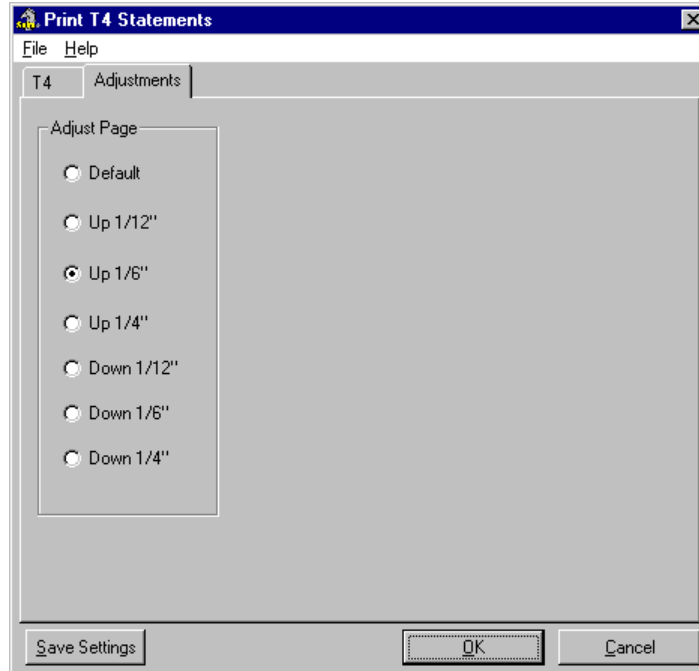 Print T4 Statements
File Help
T4 Adjustments
Adjust Page
Default
Up 1/12"
Up 1/6"
Up 1/4"
Down 1/12"
Down 1/6"
Down 1/4"
Save Settings OK Cancel